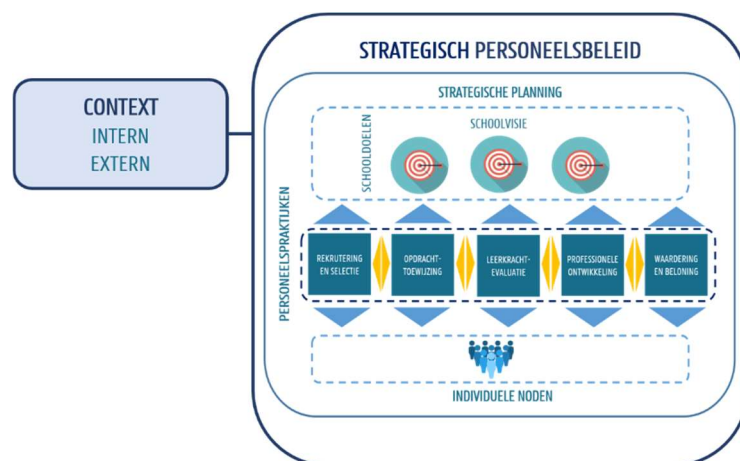 STRATEGISCH PERSONEELSBELEID
CONTEXT
INTERN
EXTERN
STRATEGISCHE PLANNING
SCHOOLDOELEN
SCHOOLVISIE
PERSONEELSPRAKTIJKEN
REKRUTERING
EN SELECTIE
OPDRACHT-
TOEWIJZING
LEERKRACHT-
EVALUATIE
PROFESSIONELE
ONTWIKKELING
WAARDERING
EN BELONING
INDIVIDUELE NODEN